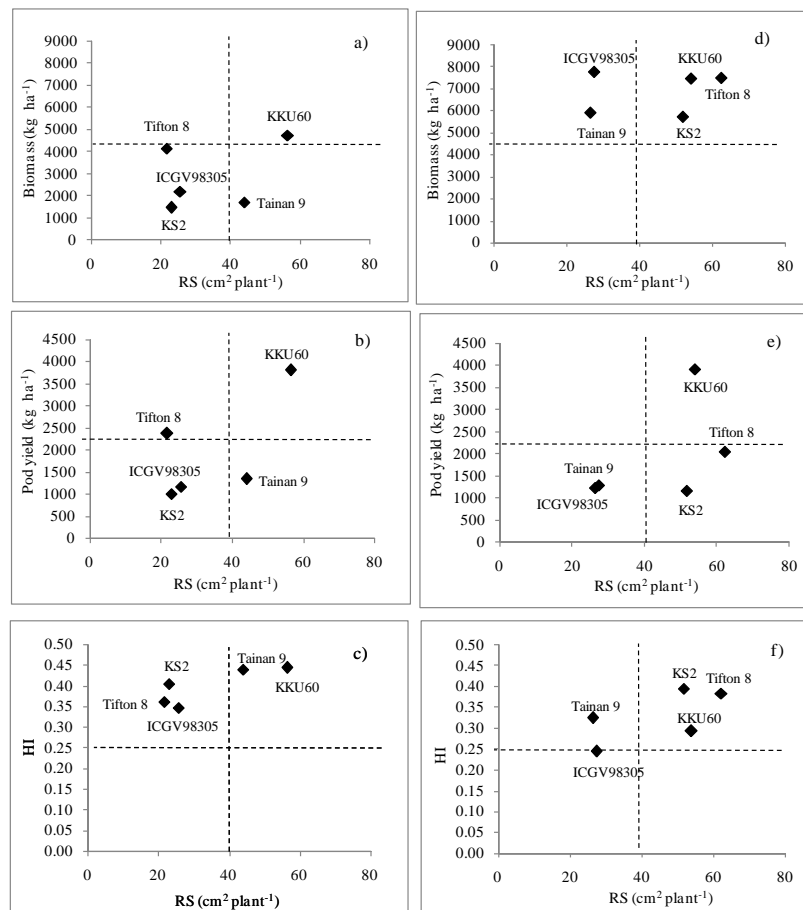 a)
Biomass (kg ha-1)
9000
8000
7000
6000
5000
4000
3000
2000
1000
0
Tifton 8
KKU60
ICGV98305
KS2
Tainan 9
0 20 40 60 80
RS (cm2 plant-1)
d)
Biomass (kg ha-1)
9000
8000
7000
6000
5000
4000
3000
2000
1000
0
ICGV98305
KKU60
Tifton 8
Tainan 9
KS2
0 20 40 60 80
RS (cm2 plant-1)
b)
Pod yield (kg ha-1)
4500
4000
3500
3000
2500
2000
1500
1000
500
0
KKU60
Tifton 8
ICGV98305
Tainan 9
KS2
0 20 40 60 80
RS (cm2 plant-1)
e)
Pod yield (kg ha-1)
4500
4000
3500
3000
2500
2000
1500
1000
500
0
KKU60
Tifton 8
Tainan 9
ICGV98305
KS2
0 20 40 60 80
RS (cm2 plant-1)
c)
HI
0.50
0.45
0.40
0.35
0.30
0.25
0.20
0.15
0.10
0.05
0.00
Tainan 9
KS2
KKU60
Tifton 8
ICGV98305
0 20 40 60 80
RS (cm2 plant-1)
f)
HI
0.50
0.45
0.40
0.35
0.30
0.25
0.20
0.15
0.10
0.05
0.00
KS2
Tifton 8
Tainan 9
KKU60
ICGV98305
0 20 40 60 80
RS (cm2 plant-1)